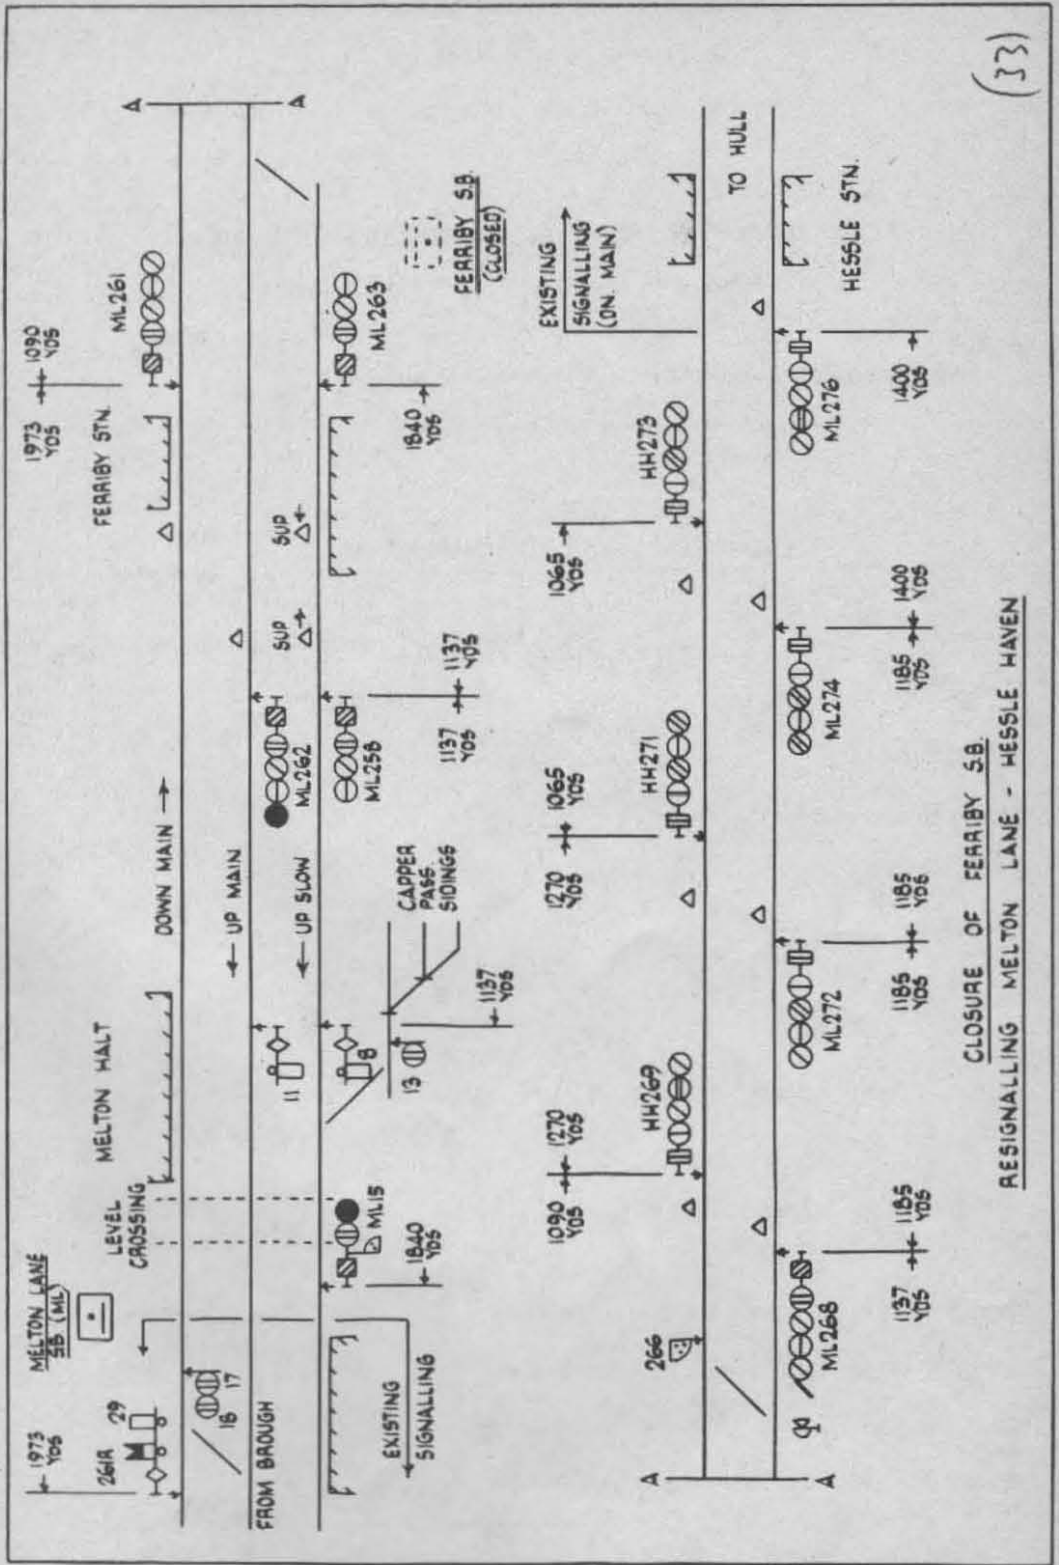 1973
YDS
261R
29
MELTON LANE
SB (ML)
LEVEL
CROSSING
MELTON HALT
DOWN MAIN
FERRIBY STN.
1973
YDS
1090
YDS
ML261
A
18
17
FROM BROUGH
UP MAIN
11
UP SLOW
ML262
SUP
SUP
A
EXISTING
SIGNALLING
ML15
1840
YDS
8
13
1137
YDS
CAPPER
PASS.
SIDINGS
ML258
1137
YDS
1137
YDS
1840
YDS
ML263
FERRIBY S.B.
(CLOSED)
A
266
1090
YDS
1270
YDS
HH269
1270
YDS
1065
YDS
HH271
1065
YDS
HH273
EXISTING
SIGNALLING
(DN. MAIN)
TO HULL
A
ML268
1137
YDS
1185
YDS
ML272
1185
YDS
1185
YDS
ML274
1185
YDS
1400
YDS
ML276
1400
YDS
HESSLE STN.
CLOSURE OF FERRIBY S.B.
RESIGNALLING MELTON LANE - HESSLE HAVEN
(33)